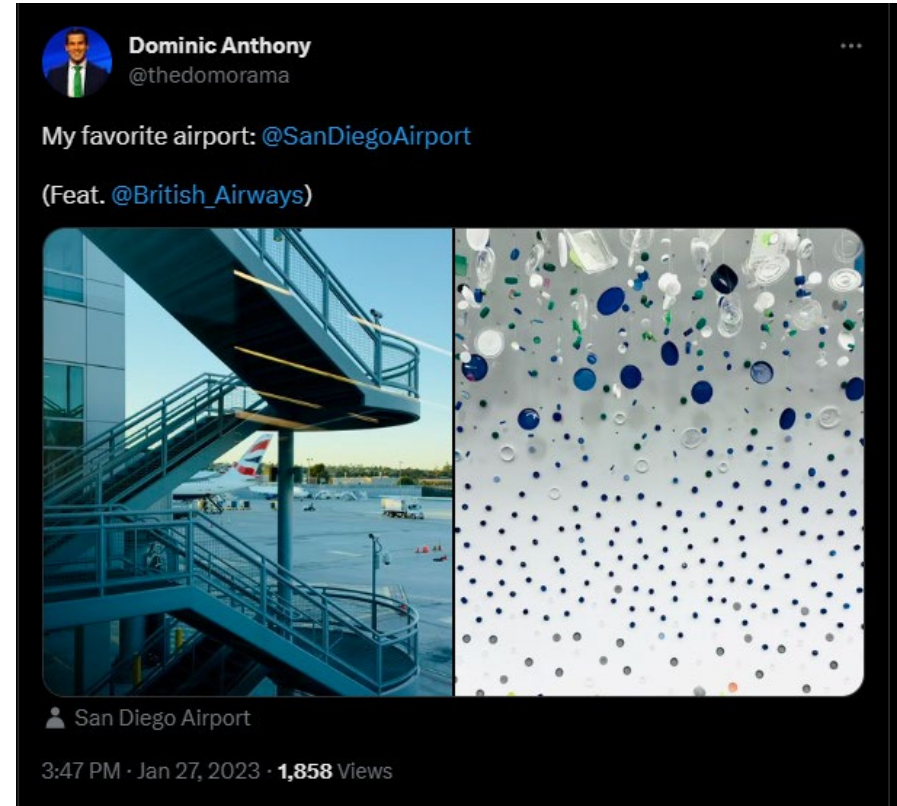 Dominic Anthony
@thedomorama
My favorite airport: @SanDiegoAirport
(Feat. @British_Airways)
San Diego Airport
3:47 PM · Jan 27, 2023 · 1,858 Views